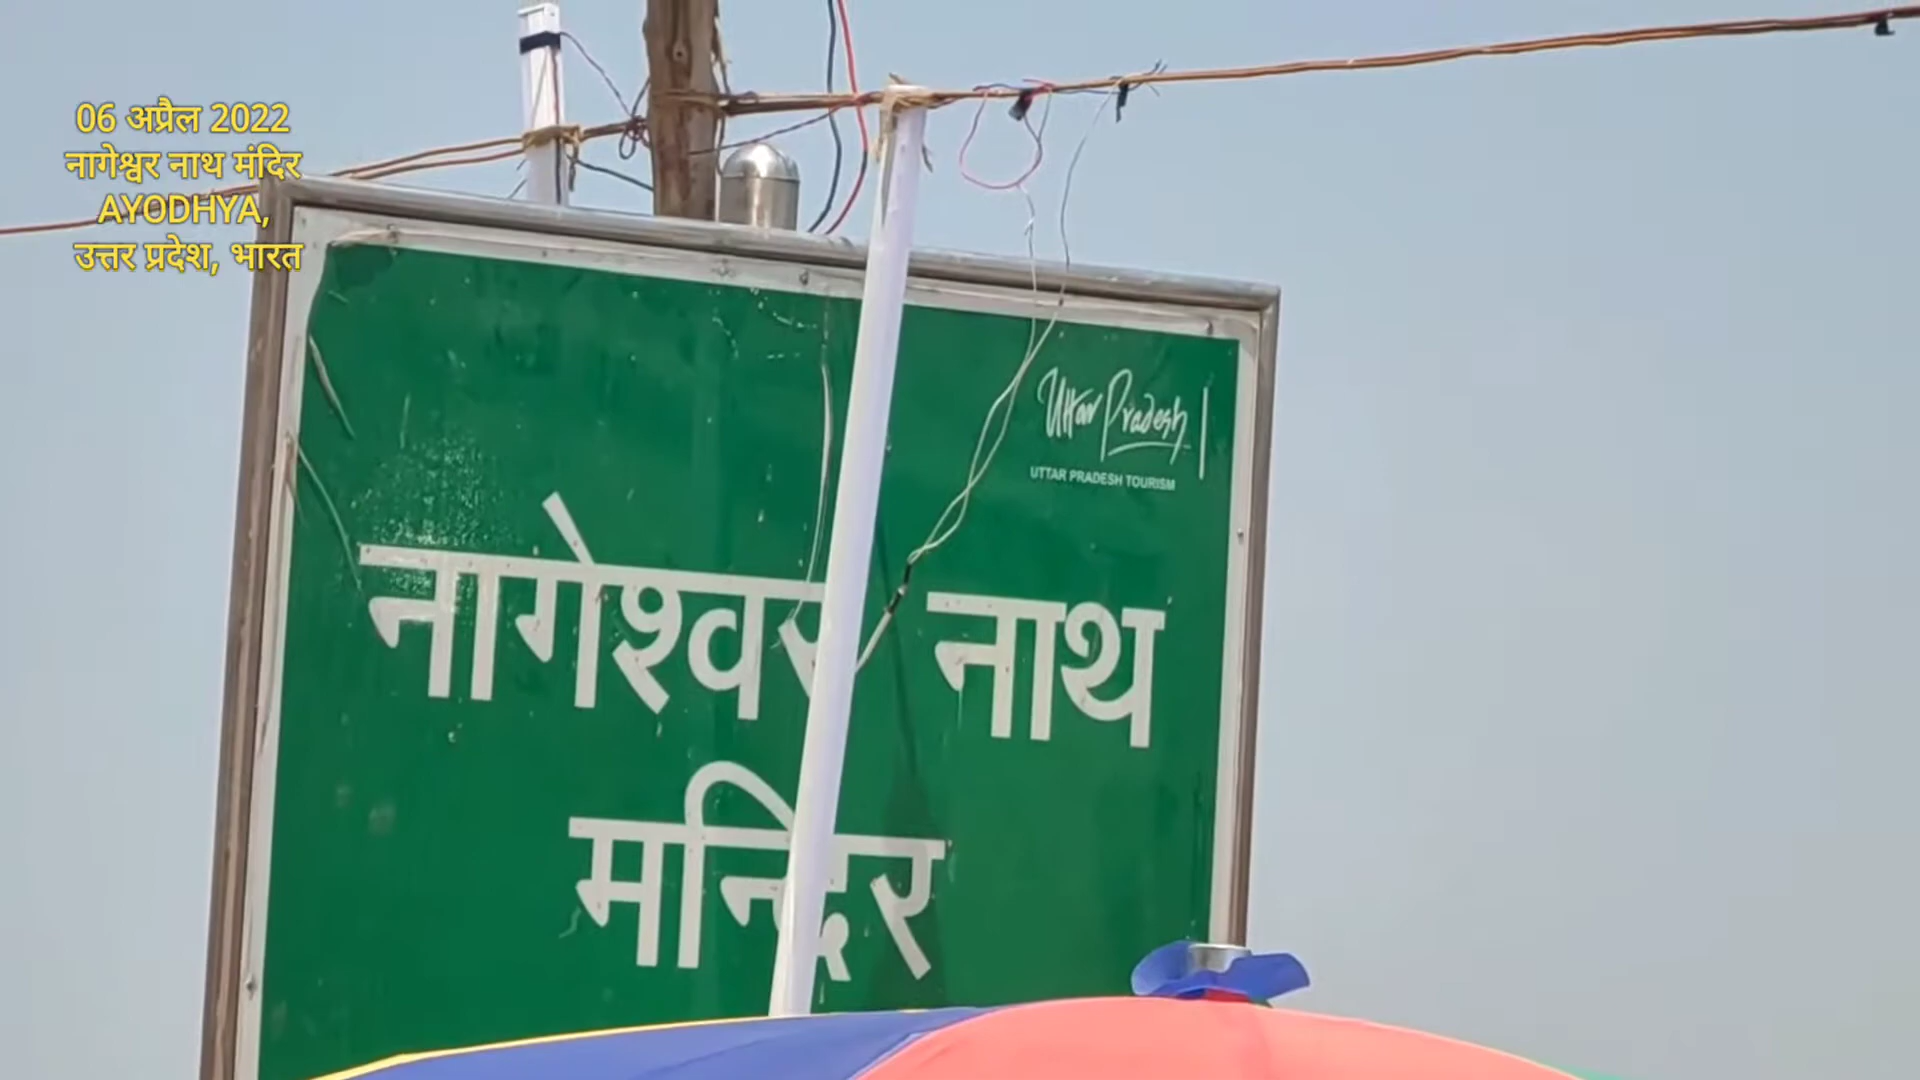 06 अप्रैल 2022
नागेश्वर नाथ मंदिर
AYODHYA,
उत्तर प्रदेश, भारत
Uttar Pradesh
UTTAR PRADESH TOURISM
नागेश्वर नाथ
मन्दिर